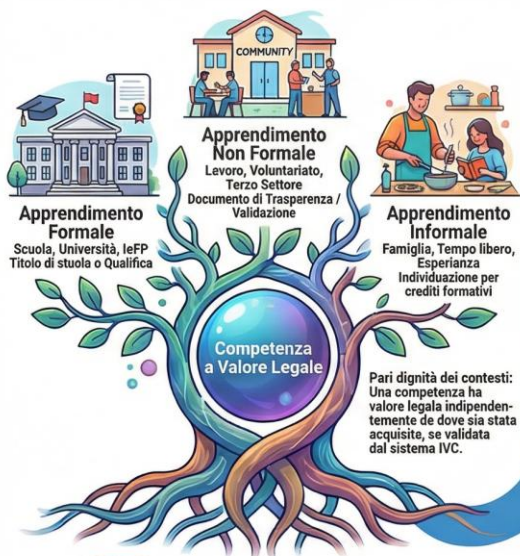 COMMUNITY
Apprendimento
Non Formale
Levoro, Voluntariato,
Terzo Settore
Documento di Trasparenza /
Validazione
Apprendimento
Formale
Scuola, Università, IeFP
Titolo di stuola o Qualifica
Apprendimento
Informale
Famiglia, Tempo libero,
Esperianza
Individuazione per
crediti formativi
Competenza
a Valore Legale
Pari dignità dei contesti:
Una competenza ha
valore legala indipenden-
temente de dove sia stata
acquisite, se validata
dal sistema IVC.